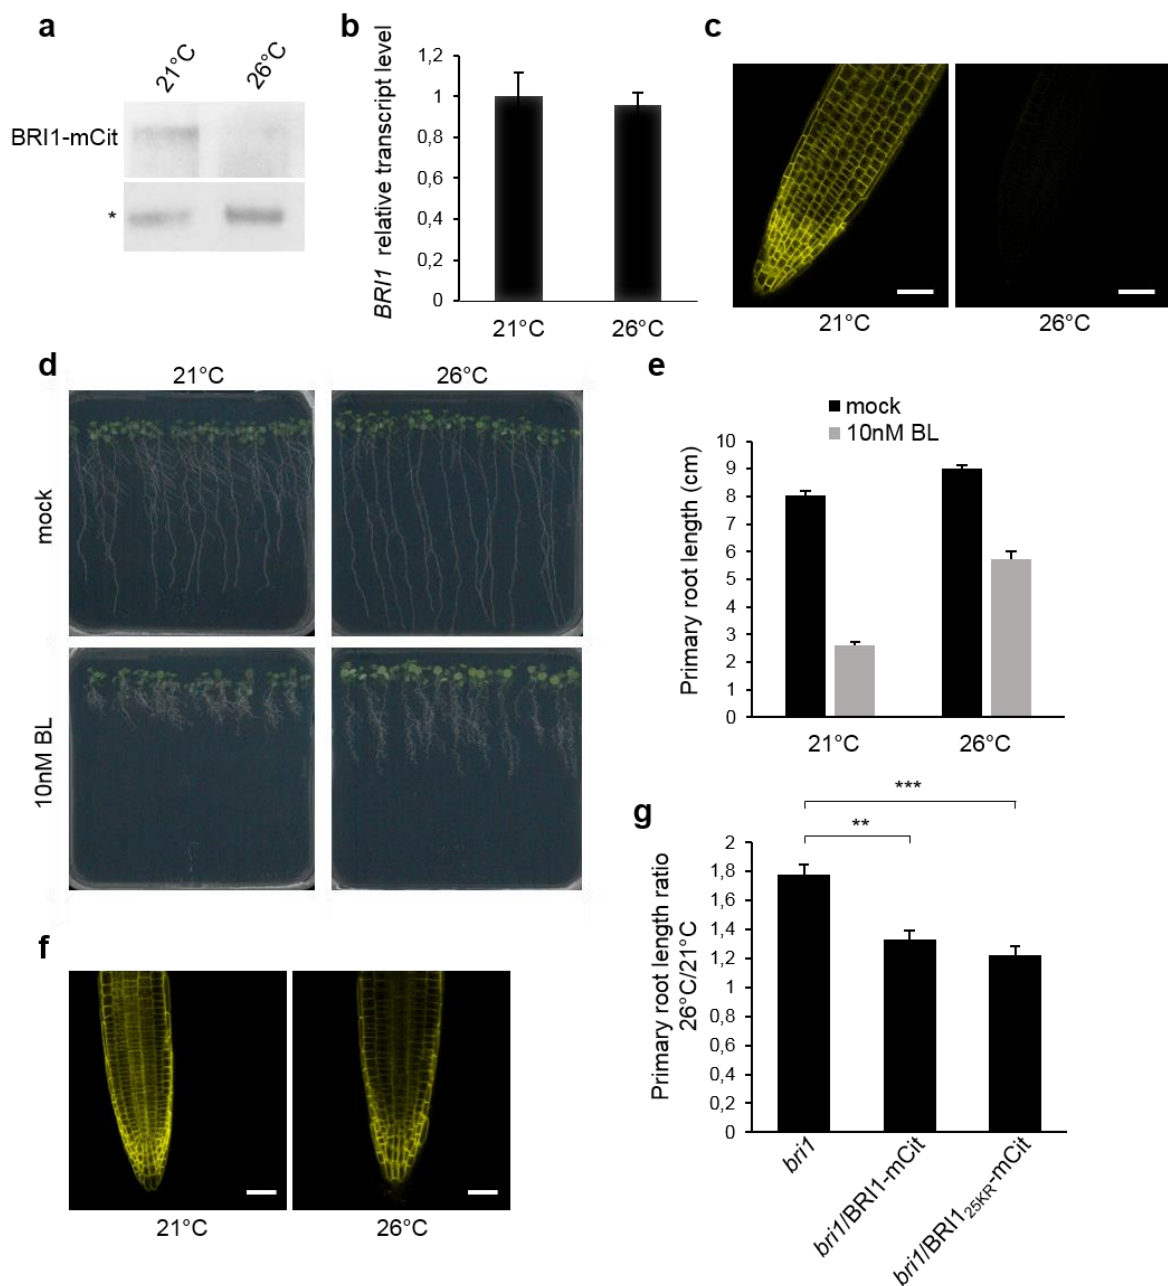 a
21°C 26°C
BRI1-mCit
*
b
BRI1 relative transcript level
1,2
1
0,8
0,6
0,4
0,2
0
21°C 26°C
c
21°C 26°C
d
21°C 26°C
mock
10nM BL
e
mock
10nM BL
Primary root length (cm)
10
9
8
7
6
5
4
3
2
1
0
21°C 26°C
f
21°C 26°C
g
***
**
Primary root length ratio
26°C/21°C
2
1,8
1,6
1,4
1,2
1
0,8
0,6
0,4
0,2
0
bri1
bri1/BRI1-mCit
bri1/BRI125KR-mCit